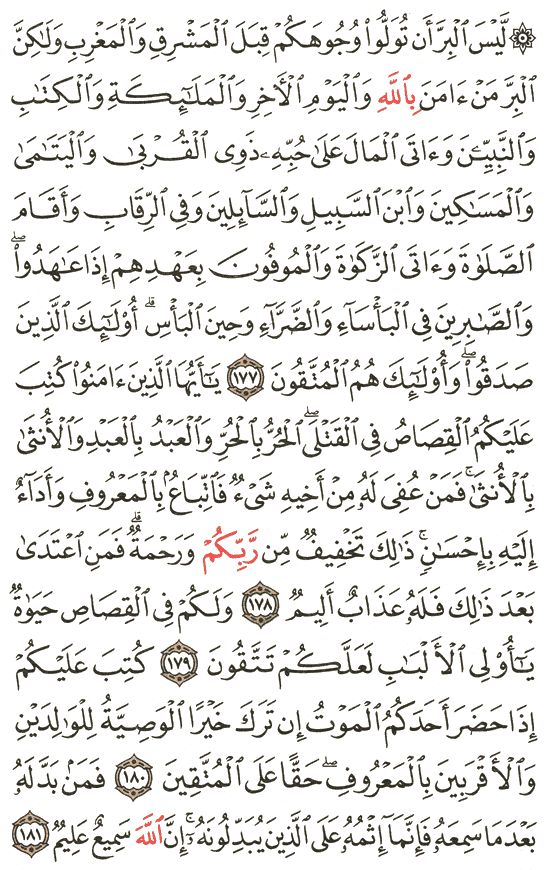 ۞ لَّيْسَ ٱلْبِرَّ أَن تُوَلُّوا۟ وُجُوهَكُمْ قِبَلَ ٱلْمَشْرِقِ وَٱلْمَغْرِبِ وَلَٰكِنَّ
ٱلْبِرَّ مَنْ ءَامَنَ بِٱللَّهِ وَٱلْيَوْمِ ٱلْءَاخِرِ وَٱلْمَلَٰٓئِكَةِ وَٱلْكِتَٰبِ
وَٱلنَّبِيِّـۧنَ وَءَاتَى ٱلْمَالَ عَلَىٰ حُبِّهِۦ ذَوِى ٱلْقُرْبَىٰ وَٱلْيَتَٰمَىٰ
وَٱلْمَسَٰكِينَ وَٱبْنَ ٱلسَّبِيلِ وَٱلسَّآئِلِينَ وَفِى ٱلرِّقَابِ وَأَقَامَ
ٱلصَّلَوٰةَ وَءَاتَى ٱلزَّكَوٰةَ وَٱلْمُوفُونَ بِعَهْدِهِمْ إِذَا عَٰهَدُوا۟ ۖ
وَٱلصَّٰبِرِينَ فِى ٱلْبَأْسَآءِ وَٱلضَّرَّآءِ وَحِينَ ٱلْبَأْسِ ۗ أُو۟لَٰٓئِكَ ٱلَّذِينَ
صَدَقُوا۟ ۖ وَأُو۟لَٰٓئِكَ هُمُ ٱلْمُتَّقُونَ ١٧٧ يَٰٓأَيُّهَا ٱلَّذِينَ ءَامَنُوا۟ كُتِبَ
عَلَيْكُمُ ٱلْقِصَاصُ فِى ٱلْقَتْلَى ۖ ٱلْحُرُّ بِٱلْحُرِّ وَٱلْعَبْدُ بِٱلْعَبْدِ وَٱلْأُنثَىٰ
بِٱلْأُنثَىٰ ۚ فَمَنْ عُفِىَ لَهُۥ مِنْ أَخِيهِ شَىْءٌ فَٱتِّبَاعٌۢ بِٱلْمَعْرُوفِ وَأَدَآءٌ
إِلَيْهِ بِإِحْسَٰنٍ ۗ ذَٰلِكَ تَخْفِيفٌ مِّن رَّبِّكُمْ وَرَحْمَةٌ ۗ فَمَنِ ٱعْتَدَىٰ
بَعْدَ ذَٰلِكَ فَلَهُۥ عَذَابٌ أَلِيمٌ ١٧٨ وَلَكُمْ فِى ٱلْقِصَاصِ حَيَوٰةٌ
يَٰٓأُو۟لِى ٱلْأَلْبَٰبِ لَعَلَّكُمْ تَتَّقُونَ ١٧٩ كُتِبَ عَلَيْكُمْ
إِذَا حَضَرَ أَحَدَكُمُ ٱلْمَوْتُ إِن تَرَكَ خَيْرًا ٱلْوَصِيَّةُ لِلْوَٰلِدَيْنِ
وَٱلْأَقْرَبِينَ بِٱلْمَعْرُوفِ ۖ حَقًّا عَلَى ٱلْمُتَّقِينَ ١٨٠ فَمَنۢ بَدَّلَهُۥ
بَعْدَمَا سَمِعَهُۥ فَإِنَّمَآ إِثْمُهُۥ عَلَى ٱلَّذِينَ يُبَدِّلُونَهُۥٓ ۚ إِنَّ ٱللَّهَ سَمِيعٌ عَلِيمٌ ١٨١